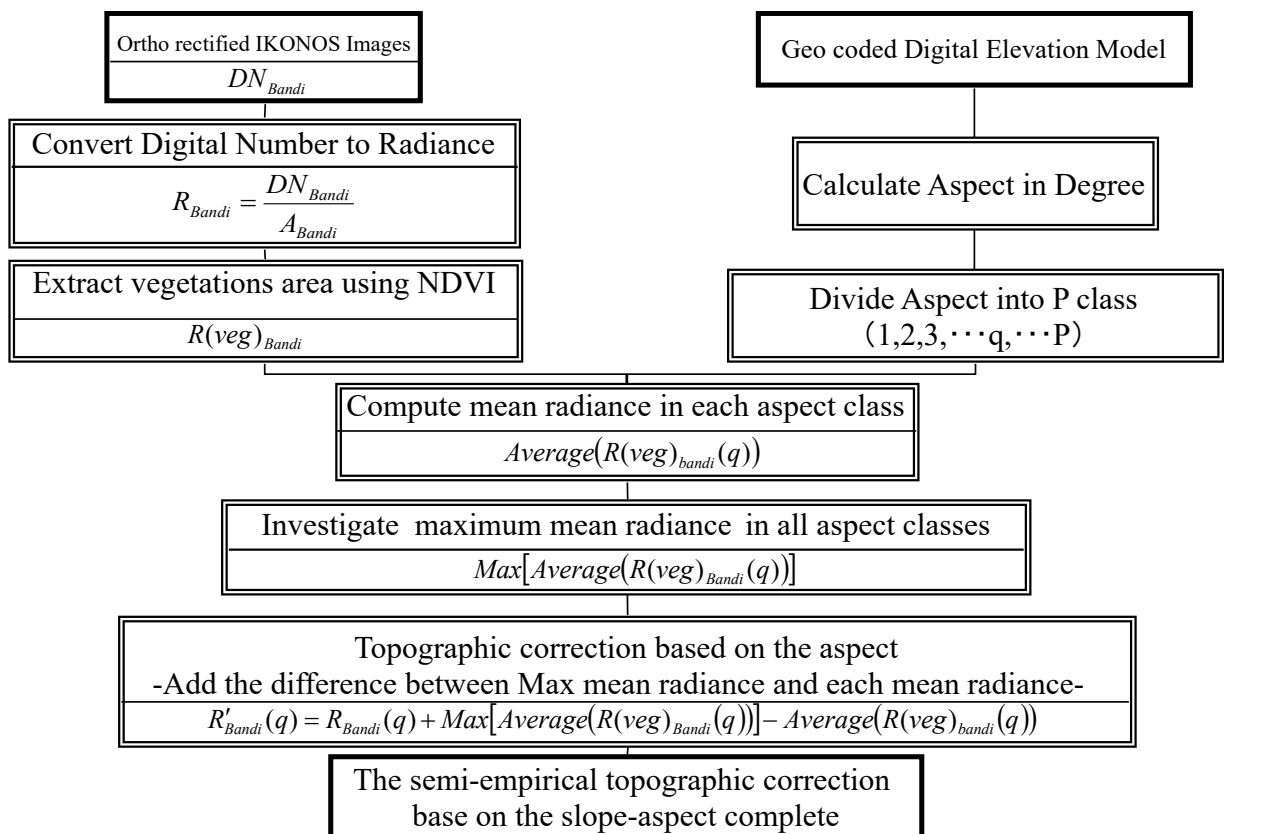 Ortho rectified IKONOS Images
DN_Bandi
Convert Digital Number to Radiance
R_Bandi = DN_Bandi / A_Bandi
Extract vegetations area using NDVI
R(veg)_Bandi
Geo coded Digital Elevation Model
Calculate Aspect in Degree
Divide Aspect into P class
（1,2,3,･･･q,･･･P）
Compute mean radiance in each aspect class
Average(R(veg)_bandi(q))
Investigate maximum mean radiance in all aspect classes
Max[Average(R(veg)_Bandi(q))]
Topographic correction based on the aspect
-Add the difference between Max mean radiance and each mean radiance-
R′_Bandi(q) = R_Bandi(q) + Max[Average(R(veg)_Bandi(q))] − Average(R(veg)_bandi(q))
The semi-empirical topographic correction
base on the slope-aspect complete